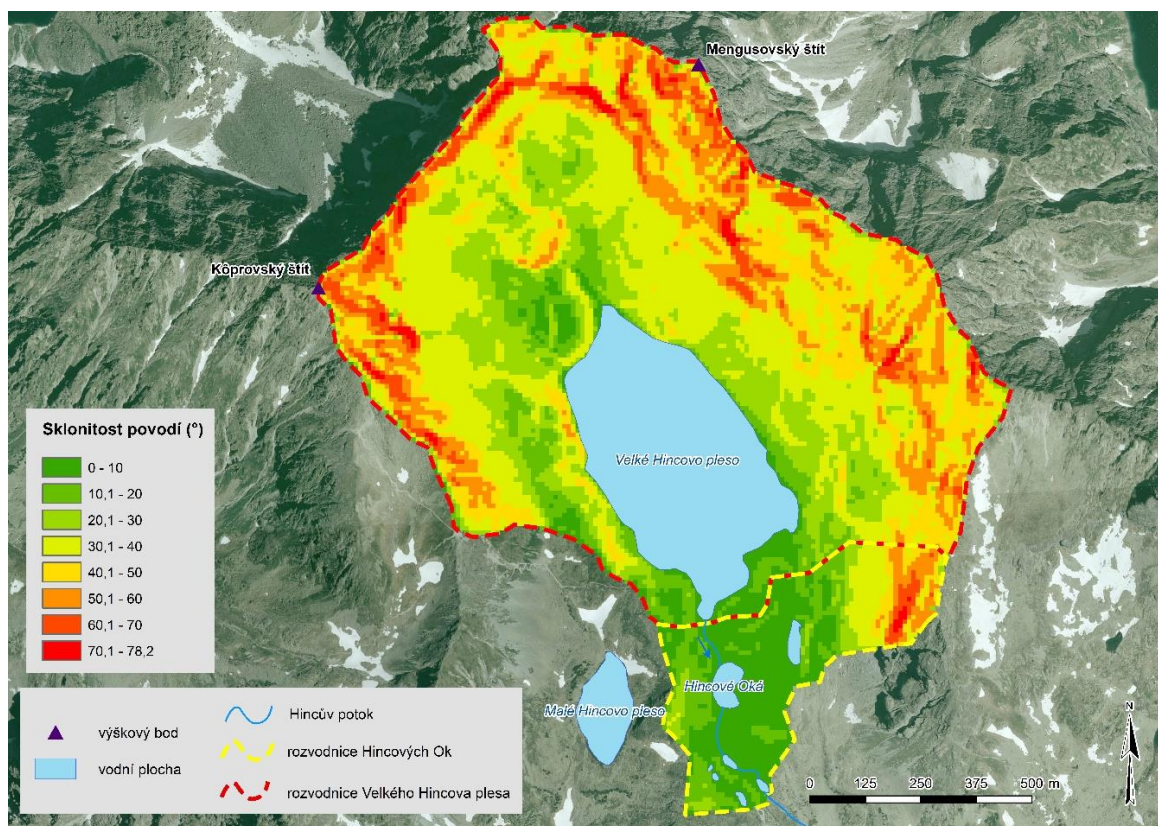 Mengusovský štít
Kôprovský štít
Velké Hincovo pleso
Hincové Oká
Malé Hincovo pleso
Sklonitost povodí (°)
0 - 10
10,1 - 20
20,1 - 30
30,1 - 40
40,1 - 50
50,1 - 60
60,1 - 70
70,1 - 78,2
výškový bod
vodní plocha
Hincův potok
rozvodnice Hincových Ok
rozvodnice Velkého Hincova plesa
N
0 125 250 500 m